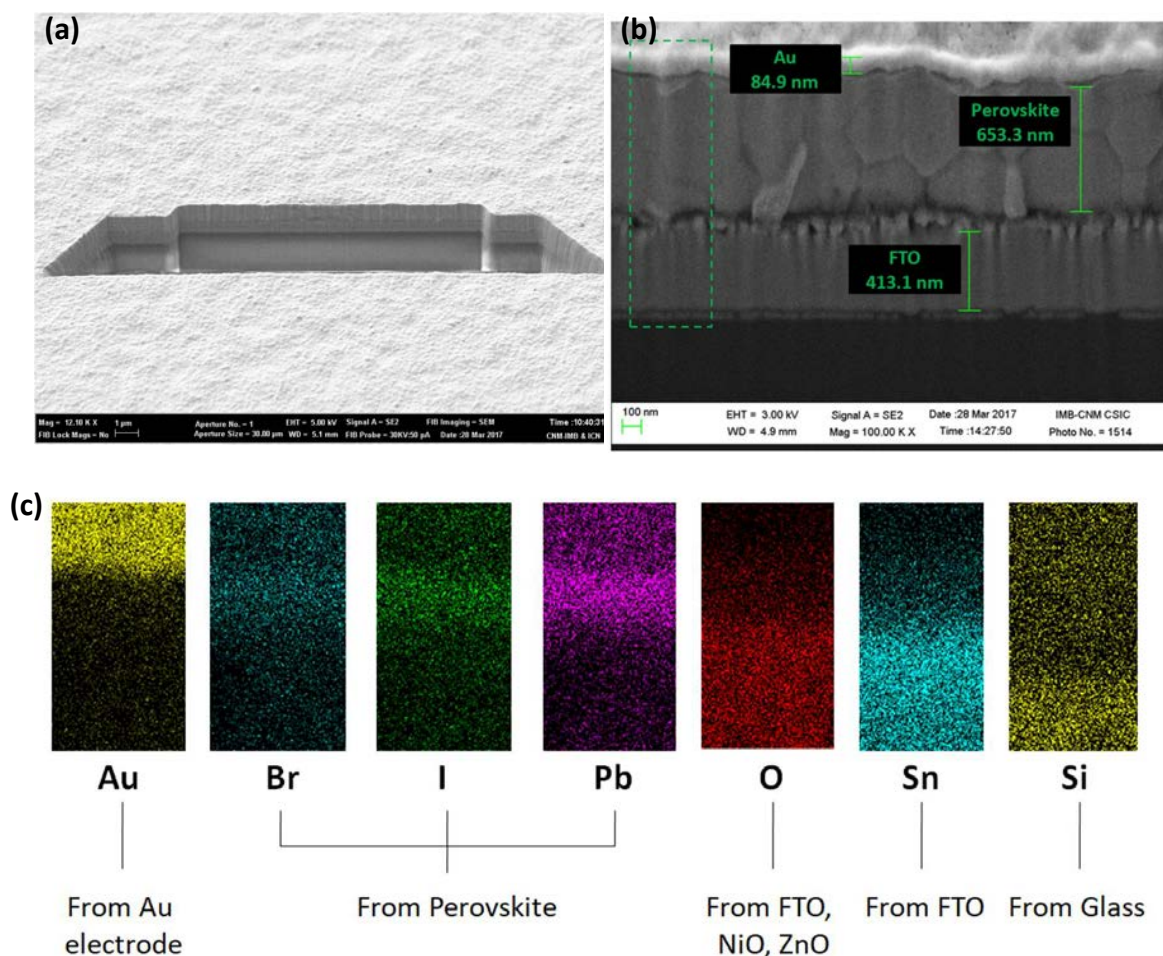 (a)
Mag = 12.10 K X
1 µm
FIB Lock Mags = No
Aperture No. = 1
Aperture Size = 30.00 µm
EHT = 5.00 kV
WD = 5.1 mm
Signal A = SE2
FIB Probe = 30KV:50 pA
FIB Imaging = SEM
Date :28 Mar 2017
Time :10:40:31
CNM-IMB & ICN
(b)
Au
84.9 nm
Perovskite
653.3 nm
FTO
413.1 nm
100 nm
EHT = 3.00 kV
WD = 4.9 mm
Signal A = SE2
Mag = 100.00 K X
Date :28 Mar 2017
Time :14:27:50
IMB-CNM CSIC
Photo No. = 1514
(c)
Au
Br
I
Pb
O
Sn
Si
From Au
electrode
From Perovskite
From FTO,
NiO, ZnO
From FTO
From Glass